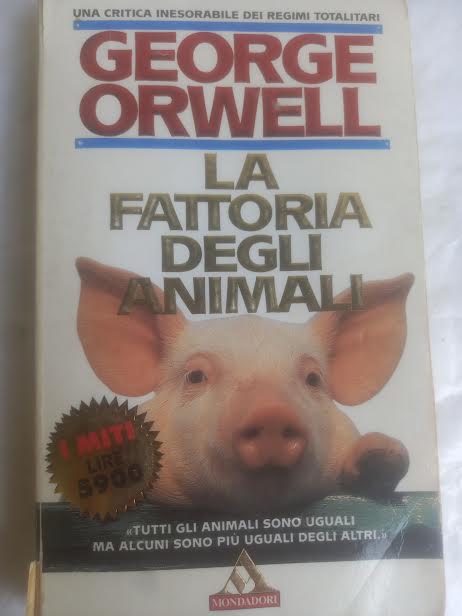 UNA CRITICA INESORABILE DEI REGIMI TOTALITARI
GEORGE
ORWELL
LA
FATTORIA
DEGLI
ANIMALI
I MITI
LIRE
5900
«TUTTI GLI ANIMALI SONO UGUALI
MA ALCUNI SONO PIÙ UGUALI DEGLI ALTRI.»
MONDADORI